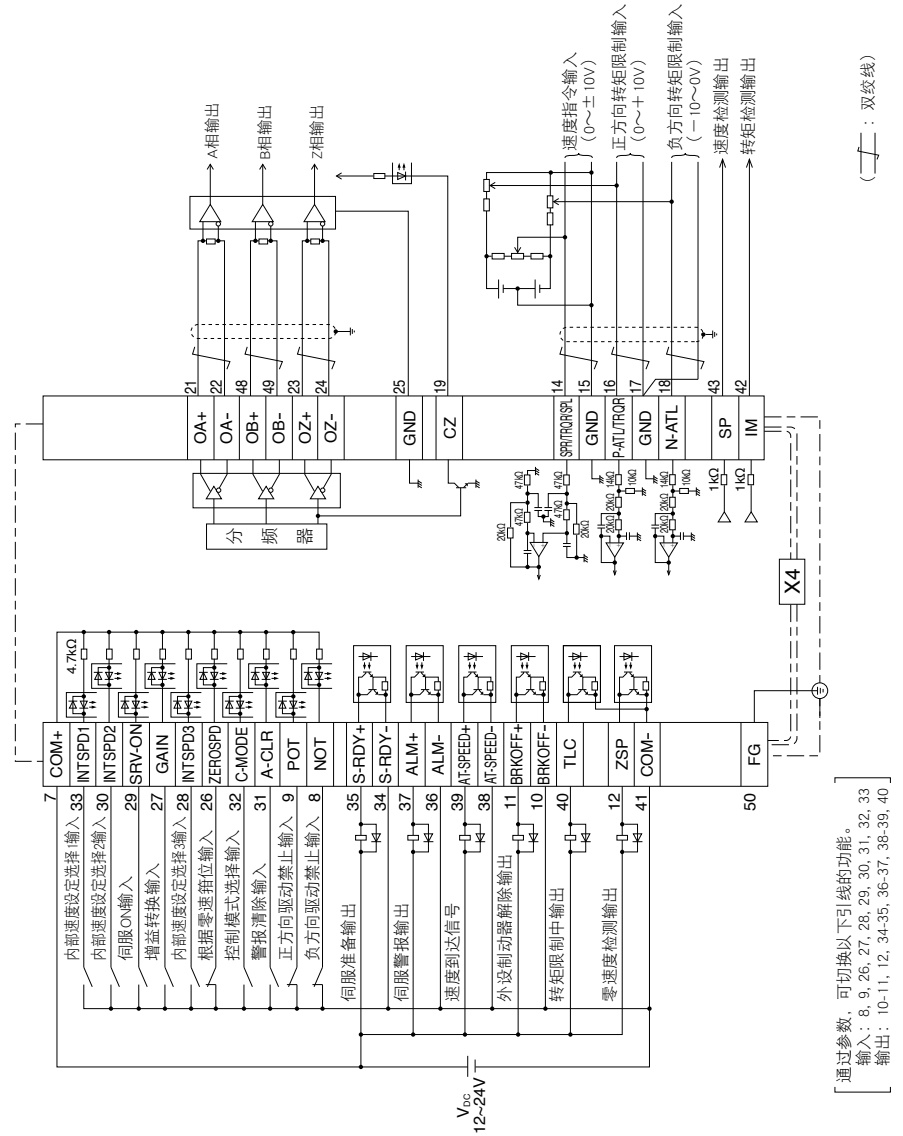 VDC
12~24V
7
COM+
内部速度设定选择1输入
33
INTSPD1
4.7kΩ
内部速度设定选择2输入
30
INTSPD2
伺服ON输入
29
SRV-ON
增益转换输入
27
GAIN
内部速度设定选择3输入
28
INTSPD3
根据零速箝位输入
26
ZEROSPD
控制模式选择输入
32
C-MODE
警报清除输入
31
A-CLR
正方向驱动禁止输入
9
POT
负方向驱动禁止输入
8
NOT
伺服准备输出
35
S-RDY+
34
S-RDY-
伺服警报输出
37
ALM+
36
ALM-
速度到达信号
39
AT-SPEED+
38
AT-SPEED-
外设制动器解除输出
11
BRKOFF+
10
BRKOFF-
转矩限制中输出
40
TLC
零速度检测输出
12
ZSP
41
COM-
50
FG
X4
分频器
OA+
21
A相输出
OA-
22
OB+
48
B相输出
OB-
49
OZ+
23
Z相输出
OZ-
24
GND
25
CZ
19
SPR/TRQR/SPL
14
速度指令输入
(0～±10V)
GND
15
P-ATL/TRQR
16
正方向转矩限制输入
(0～＋10V)
GND
17
N-ATL
18
负方向转矩限制输入
(－10～0V)
SP
43
速度检测输出
IM
42
转矩检测输出
20kΩ
47kΩ
47kΩ
47kΩ
47kΩ
20kΩ
20kΩ
14kΩ
10kΩ
20kΩ
14kΩ
10kΩ
1kΩ
1kΩ
( : 双绞线)
通过参数，可切换以下引线的功能。
输入：8, 9, 26, 27, 28, 29, 30, 31, 32, 33
输出：10-11, 12, 34-35, 36-37, 38-39, 40